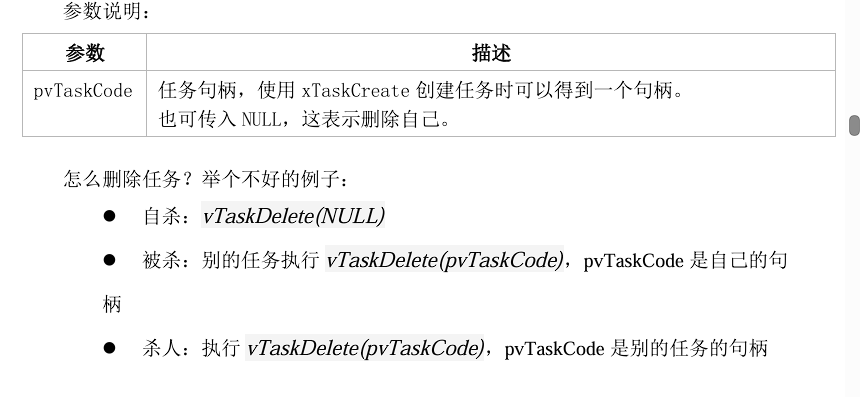 参数说明：
参数 描述
pvTaskCode 任务句柄，使用 xTaskCreate 创建任务时可以得到一个句柄。
也可传入 NULL，这表示删除自己。
怎么删除任务？举个不好的例子：
● 自杀：vTaskDelete(NULL)
● 被杀：别的任务执行 vTaskDelete(pvTaskCode)，pvTaskCode 是自己的句
柄
● 杀人：执行 vTaskDelete(pvTaskCode)，pvTaskCode 是别的任务的句柄